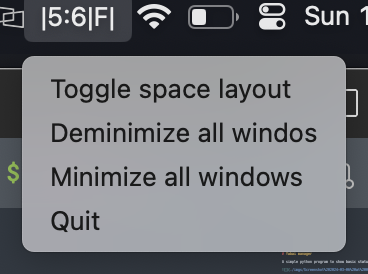 |5:6|F|
Sun 1
Toggle space layout
Deminimize all windos
Minimize all windows
Quit
$